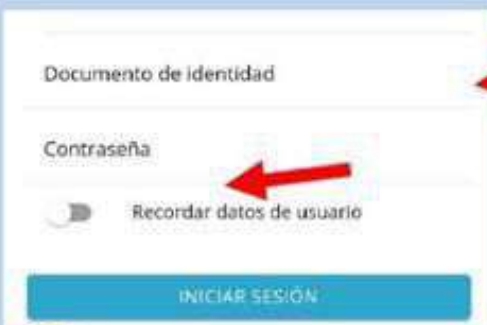 Documento de identidad
Contraseña
Recordar datos de usuario
INICIAR SESIÓN